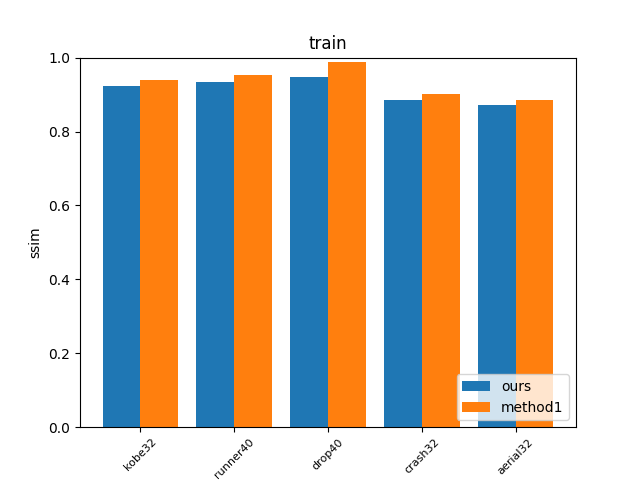 train
1.0
0.8
0.6
0.4
0.2
0.0
ssim
kobe32
runner40
drop40
crash32
aerial32
ours
method1